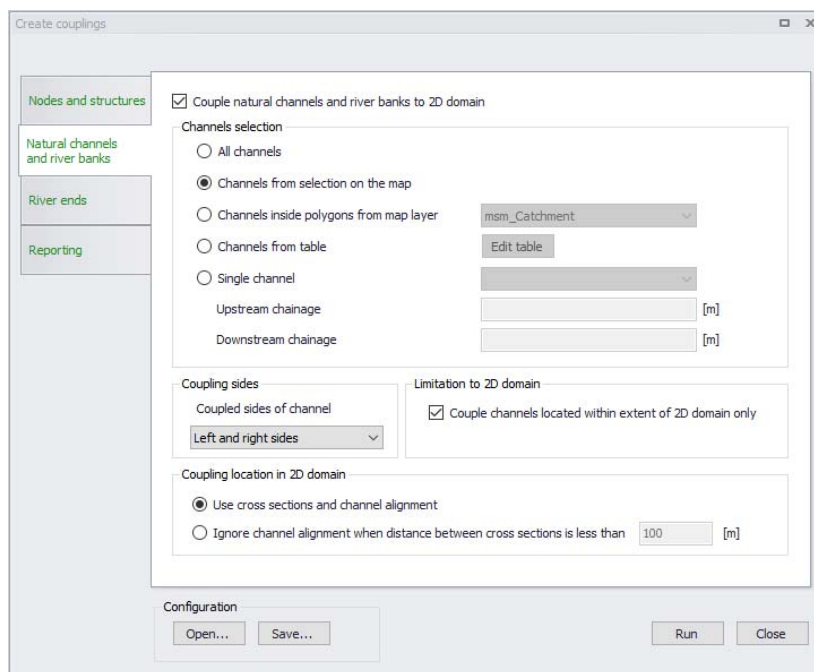 Create couplings
Nodes and structures
Natural channels
and river banks
River ends
Reporting
Couple natural channels and river banks to 2D domain
Channels selection
All channels
Channels from selection on the map
Channels inside polygons from map layer
msm_Catchment
Channels from table
Edit table
Single channel
Upstream chainage
[m]
Downstream chainage
[m]
Coupling sides
Coupled sides of channel
Left and right sides
Limitation to 2D domain
Couple channels located within extent of 2D domain only
Coupling location in 2D domain
Use cross sections and channel alignment
Ignore channel alignment when distance between cross sections is less than 100 [m]
Configuration
Open...
Save...
Run
Close